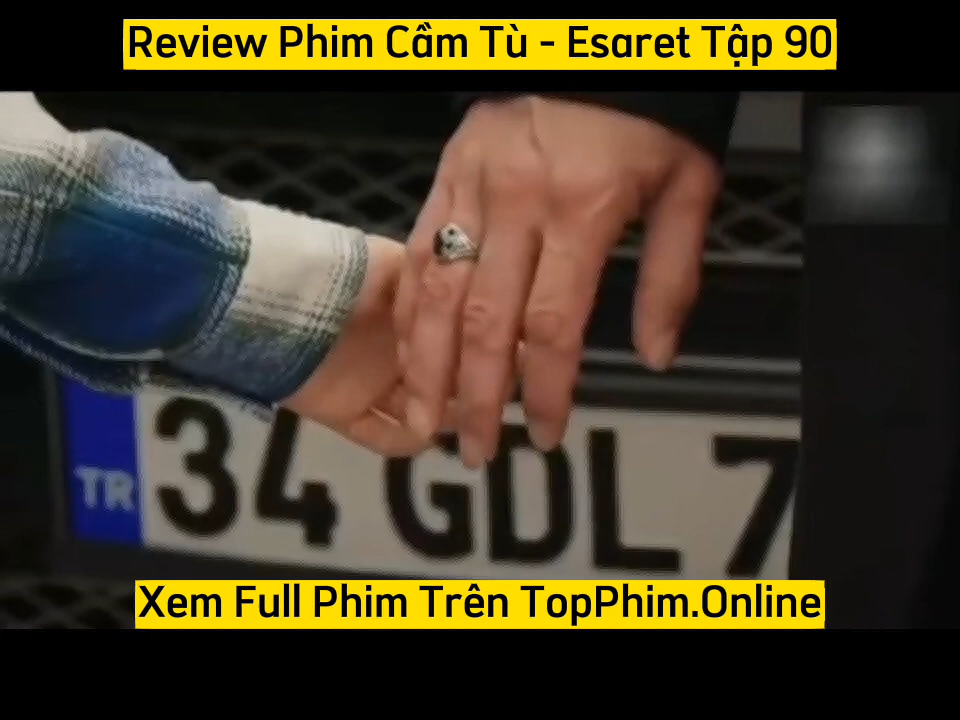 Review Phim Cầm Tù - Esaret Tập 90
TR 34 GDL 7
Xem Full Phim Trên TopPhim.Online